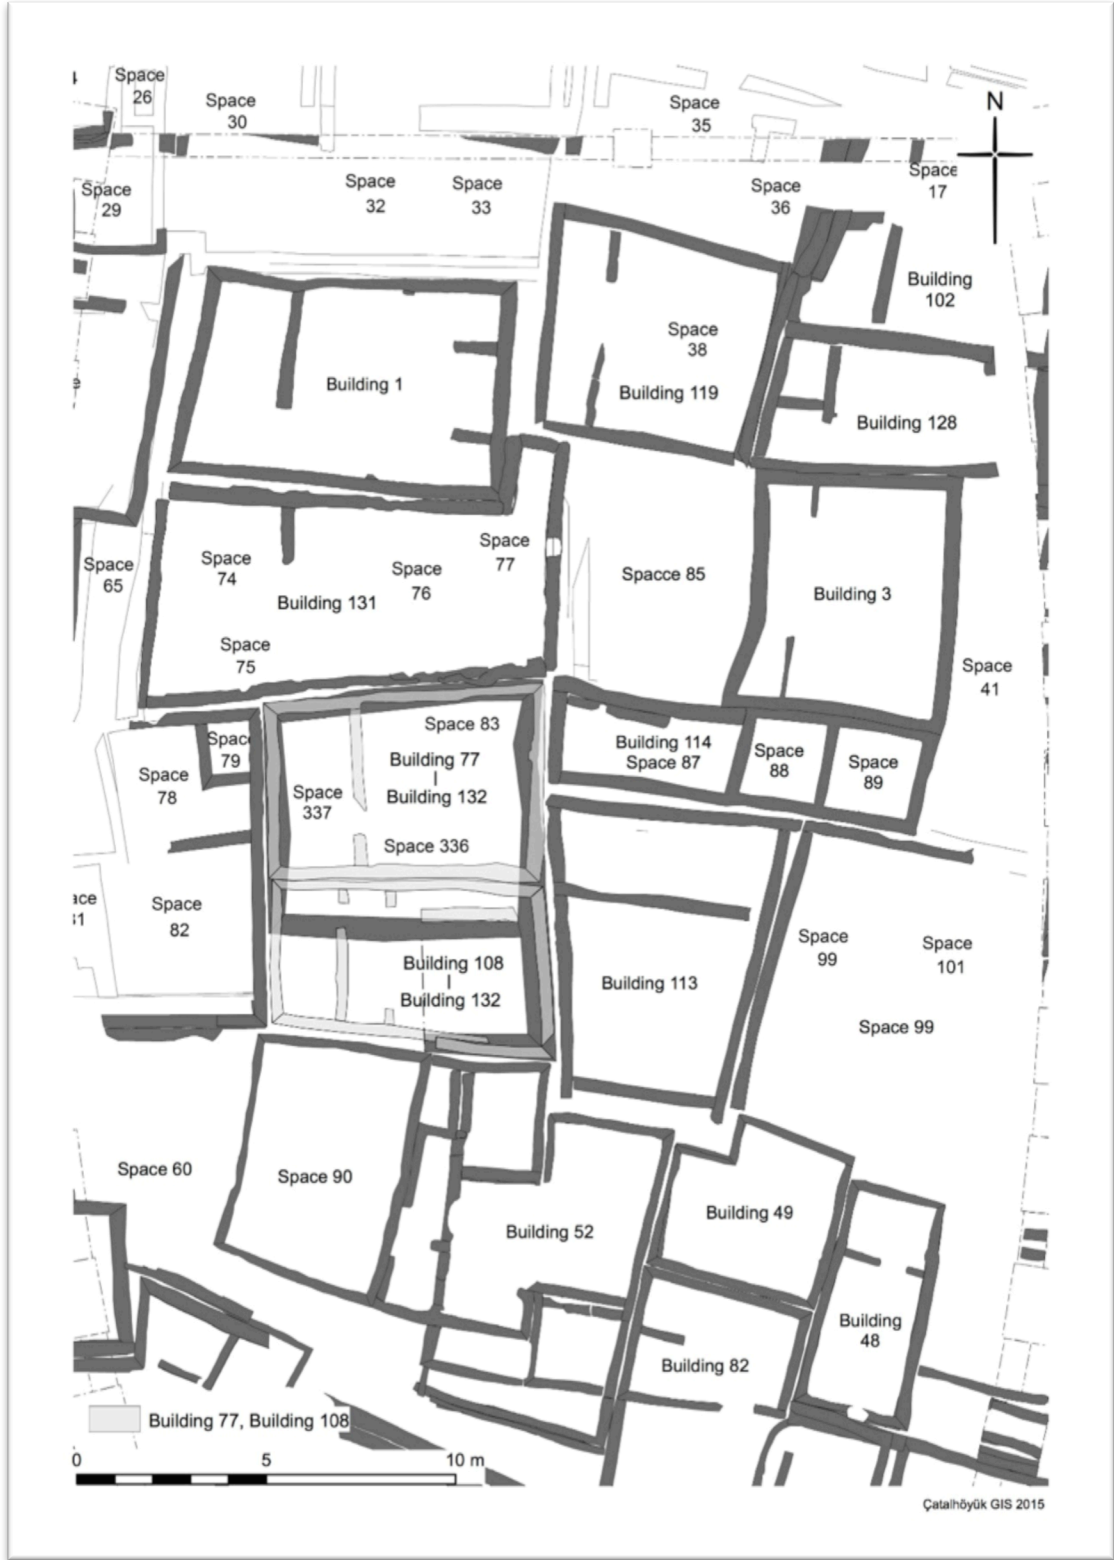 Space
26
Space
30
Space
35
N
Space
29
Space
32
Space
33
Space
36
Space
17
Building
102
Space
38
Building 1
Building 119
Building 128
Space
65
Space
74
Space
76
Space
77
Building 131
Space
75
Spacce 85
Building 3
Space
41
Space
79
Space
78
Space 83
Building 77
Building 132
Space
337
Space 336
Building 114
Space 87
Space
88
Space
89
Space
82
Building 108
Building 132
Building 113
Space
99
Space
101
Space 99
Space 60
Space 90
Building 52
Building 49
Building
48
Building 82
Building 77, Building 108
0 5 10 m
Çatalhöyük GIS 2015